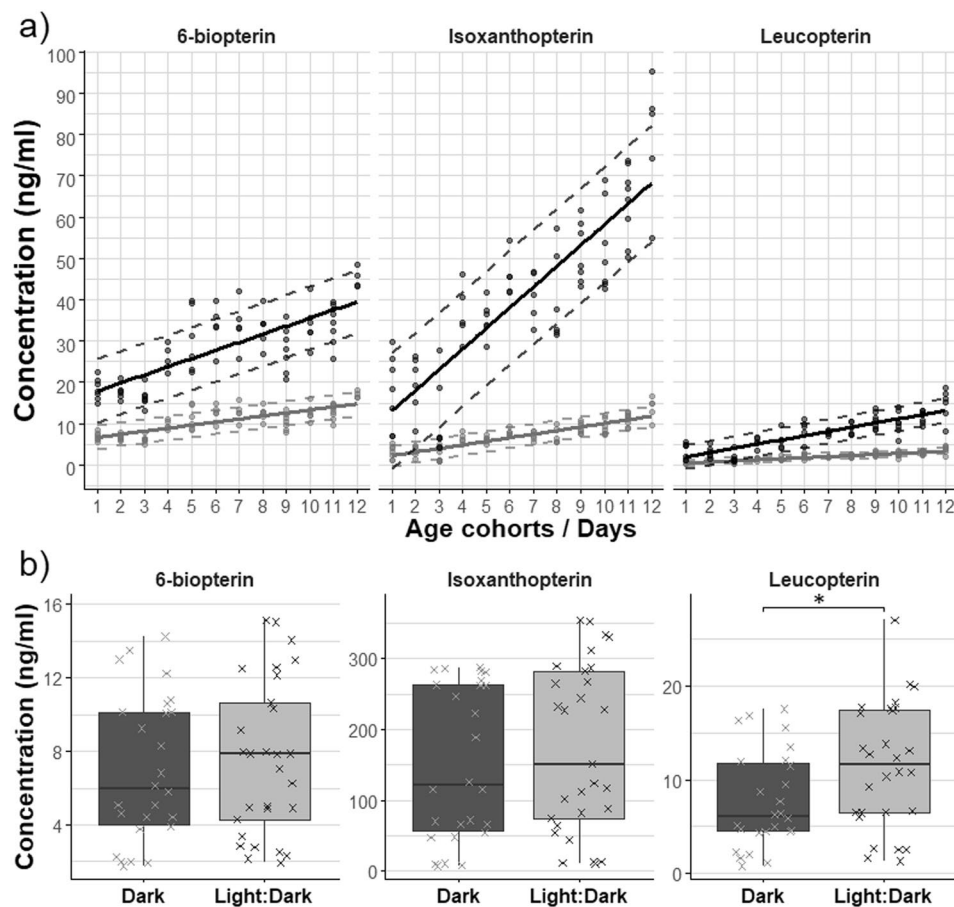 a)
6-biopterin Isoxanthopterin Leucopterin
Concentration (ng/ml)
100
90
80
70
60
50
40
30
20
10
0
1 2 3 4 5 6 7 8 9 10 11 12 1 2 3 4 5 6 7 8 9 10 11 12 1 2 3 4 5 6 7 8 9 10 11 12
Age cohorts / Days
b)
6-biopterin Isoxanthopterin Leucopterin
Concentration (ng/ml)
16
12
8
4
300
200
100
0
*
20
10
0
Dark Light:Dark Dark Light:Dark Dark Light:Dark